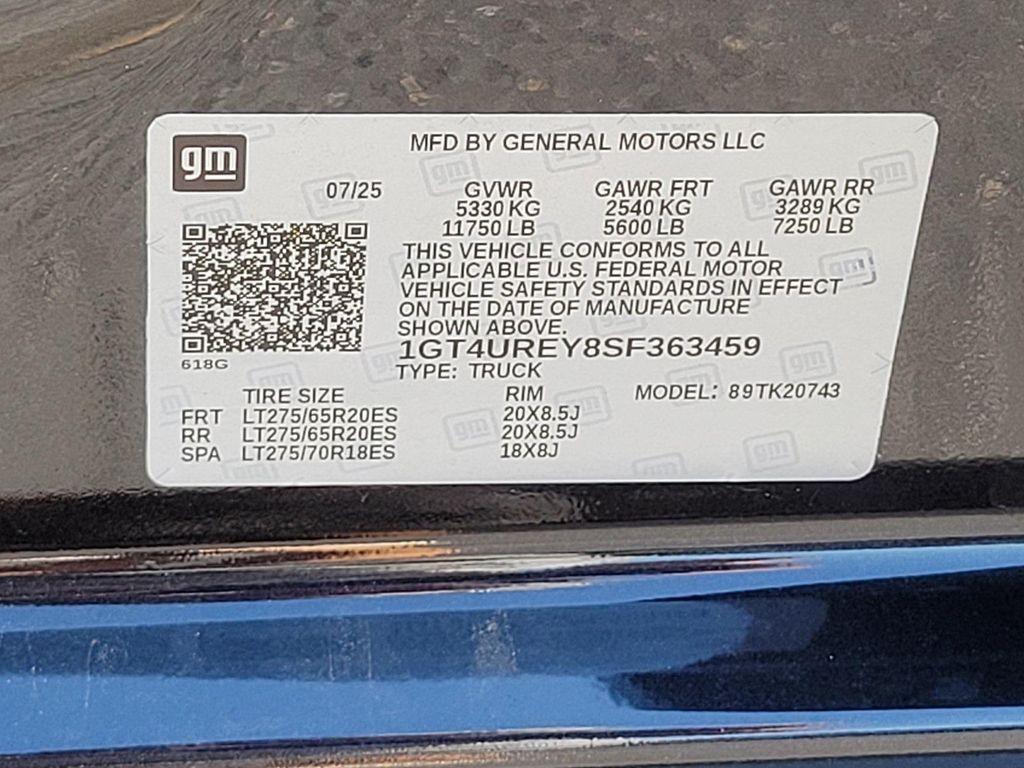 gm
MFD BY GENERAL MOTORS LLC
07/25 GVWR GAWR FRT GAWR RR
5330 KG 2540 KG 3289 KG
11750 LB 5600 LB 7250 LB
THIS VEHICLE CONFORMS TO ALL
APPLICABLE U.S. FEDERAL MOTOR
VEHICLE SAFETY STANDARDS IN EFFECT
ON THE DATE OF MANUFACTURE
SHOWN ABOVE.
1GT4UREY8SF363459
618G
TYPE: TRUCK
TIRE SIZE RIM MODEL: 89TK20743
FRT LT275/65R20ES 20X8.5J
RR LT275/65R20ES 20X8.5J
SPA LT275/70R18ES 18X8J